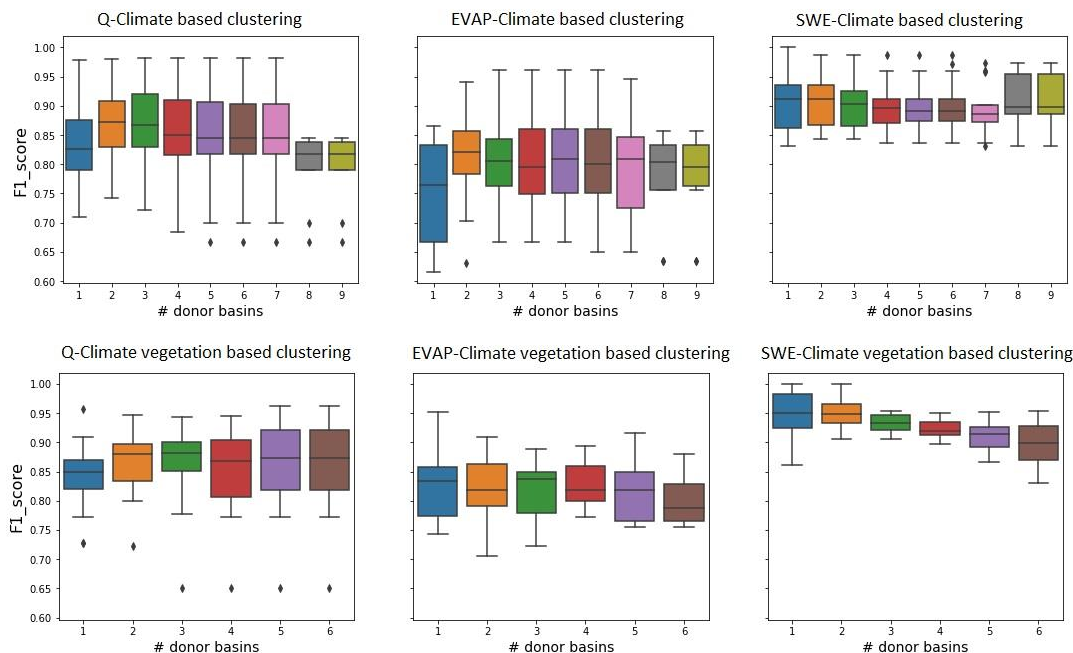 Q-Climate based clustering
EVAP-Climate based clustering
SWE-Climate based clustering
1.00
0.95
0.90
0.85
0.80
0.75
0.70
0.65
0.60
F1_score
1 2 3 4 5 6 7 8 9
1 2 3 4 5 6 7 8 9
1 2 3 4 5 6 7 8 9
# donor basins
# donor basins
# donor basins
Q-Climate vegetation based clustering
EVAP-Climate vegetation based clustering
SWE-Climate vegetation based clustering
1.00
0.95
0.90
0.85
0.80
0.75
0.70
0.65
0.60
F1_score
1 2 3 4 5 6
1 2 3 4 5 6
1 2 3 4 5 6
# donor basins
# donor basins
# donor basins